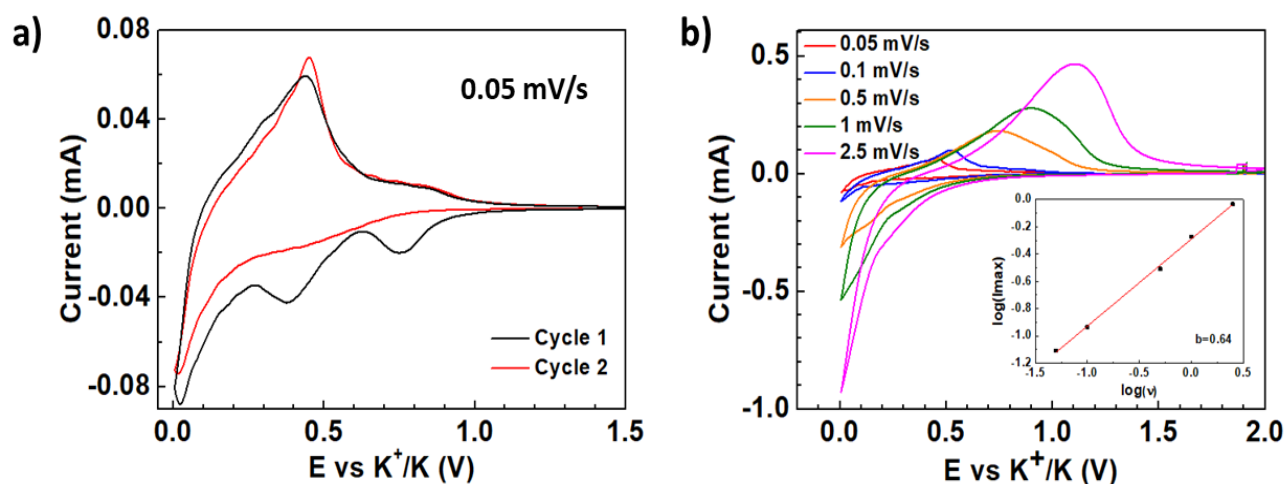 a)
0.08
0.04
0.00
-0.04
-0.08
Current (mA)
0.05 mV/s
Cycle 1
Cycle 2
0.0
0.5
1.0
1.5
E vs K⁺/K (V)
b)
0.5
0.0
-0.5
-1.0
Current (mA)
0.05 mV/s
0.1 mV/s
0.5 mV/s
1 mV/s
2.5 mV/s
0.0
-0.2
-0.4
-0.6
-0.8
-1.0
-1.2
log(Imax)
b=0.64
-1.5
-1.0
-0.5
0.0
0.5
log(ν)
0.0
0.5
1.0
1.5
2.0
E vs K⁺/K (V)